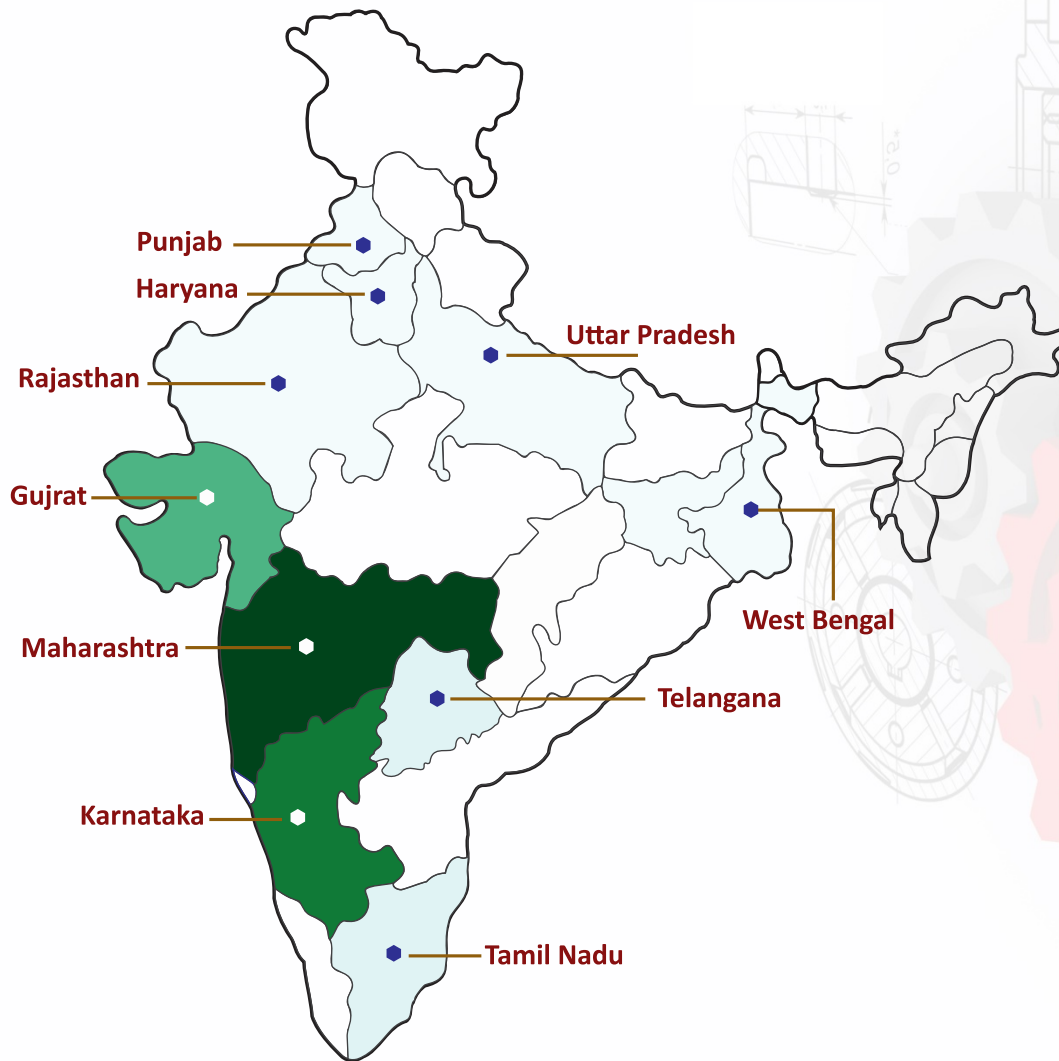 Punjab
Haryana
Uttar Pradesh
Rajasthan
Gujrat
West Bengal
Maharashtra
Telangana
Karnataka
Tamil Nadu